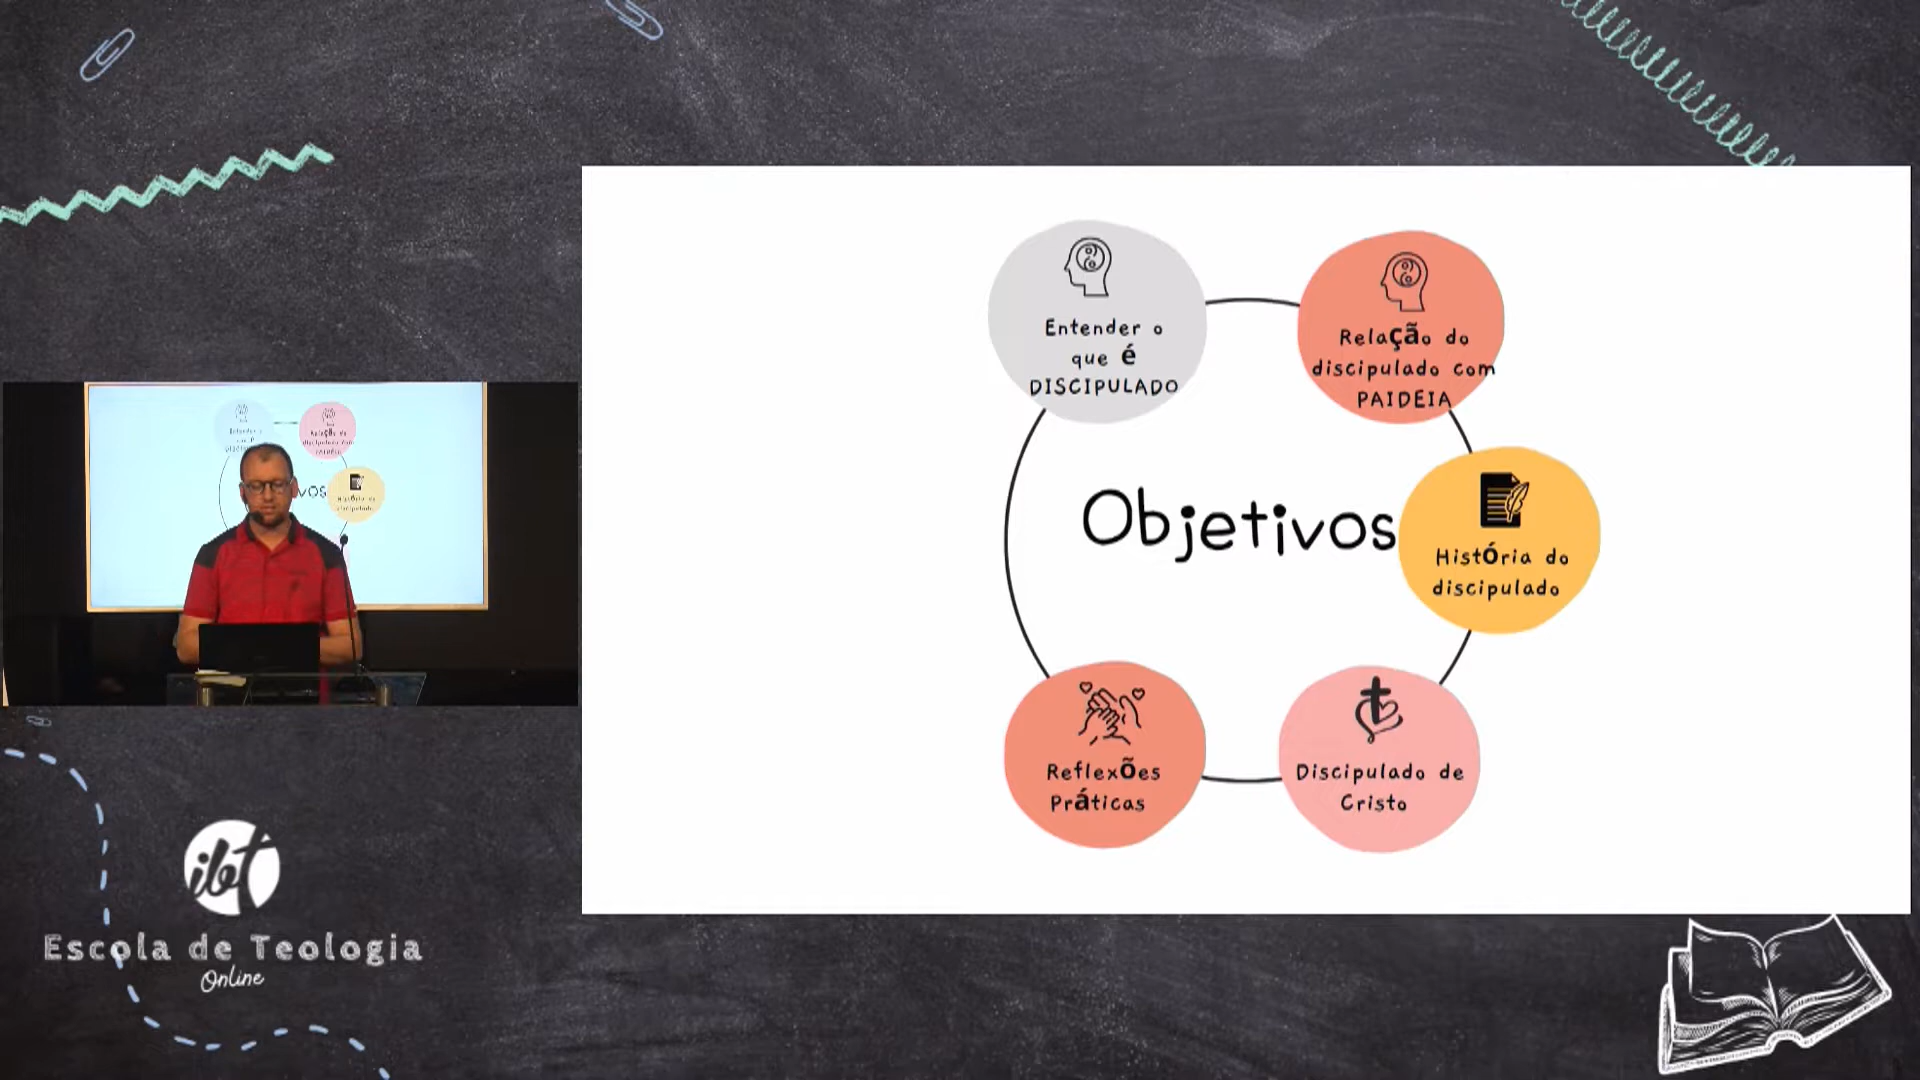 Entender o
que é
DISCIPULADO
Relação do
discipulado com
PAIDEIA
Objetivos
História do
discipulado
Reflexões
Práticas
Discipulado de
Cristo
ibt
Escola de Teologia
Online